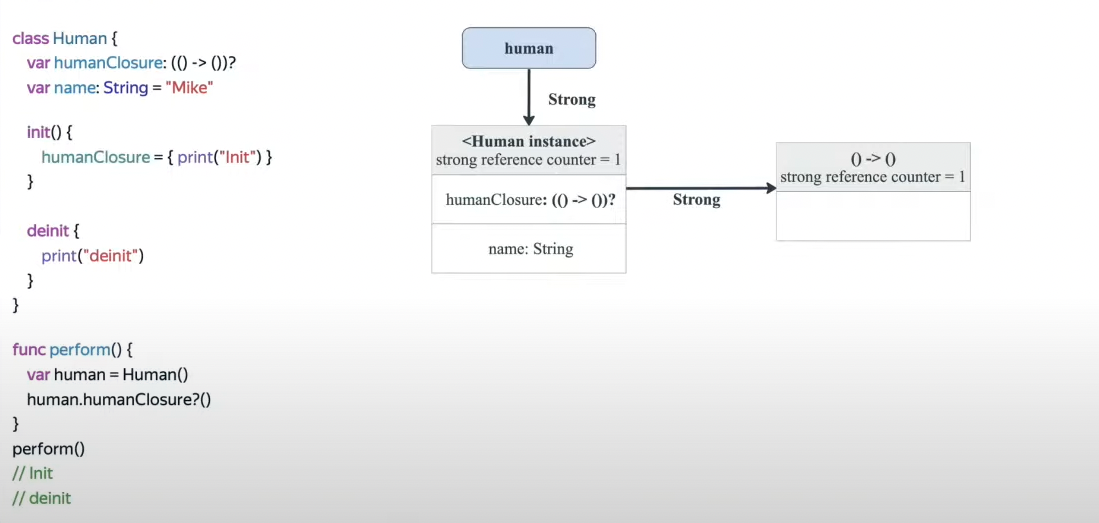 class Human {
var humanClosure: (() -> ())?
var name: String = "Mike"
init() {
humanClosure = { print("Init") }
}
deinit {
print("deinit")
}
}
func perform() {
var human = Human()
human.humanClosure?()
}
perform()
// Init
// deinit
human
Strong
<Human instance>
strong reference counter = 1
humanClosure: (() -> ())?
name: String
Strong
() -> ()
strong reference counter = 1